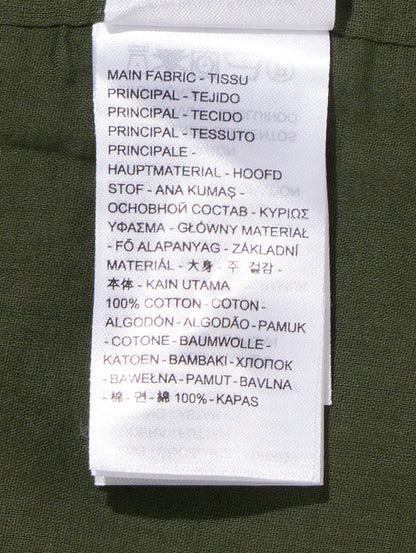 MAIN FABRIC - TISSU
PRINCIPAL - TEJIDO
PRINCIPAL - TECIDO
PRINCIPAL - TESSUTO
PRINCIPALE -
HAUPTMATERIAL - HOOFD
STOF - ANA KUMAŞ -
ΟСНОВНОЙ СОСТАВ - ΚΥΡΙΩΣ
ΥΦΑΣΜΑ - GŁÓWNY MATERIAŁ
- FŐ ALAPANYAG - ZÁKLADNÍ
MATERIÁL - 大身 - 주 겉감 -
本体 - KAIN UTAMA
100% COTTON - COTON -
ALGODÓN - ALGODÃO - PAMUK
- COTONE - BAUMWOLLE -
KATOEN - ΒΑΜΒΑΚΙ - ХЛОПОК
- BAWEŁNA - PAMUT - BAVLNA
- 棉 - 면 - 綿 100% - KAPAS